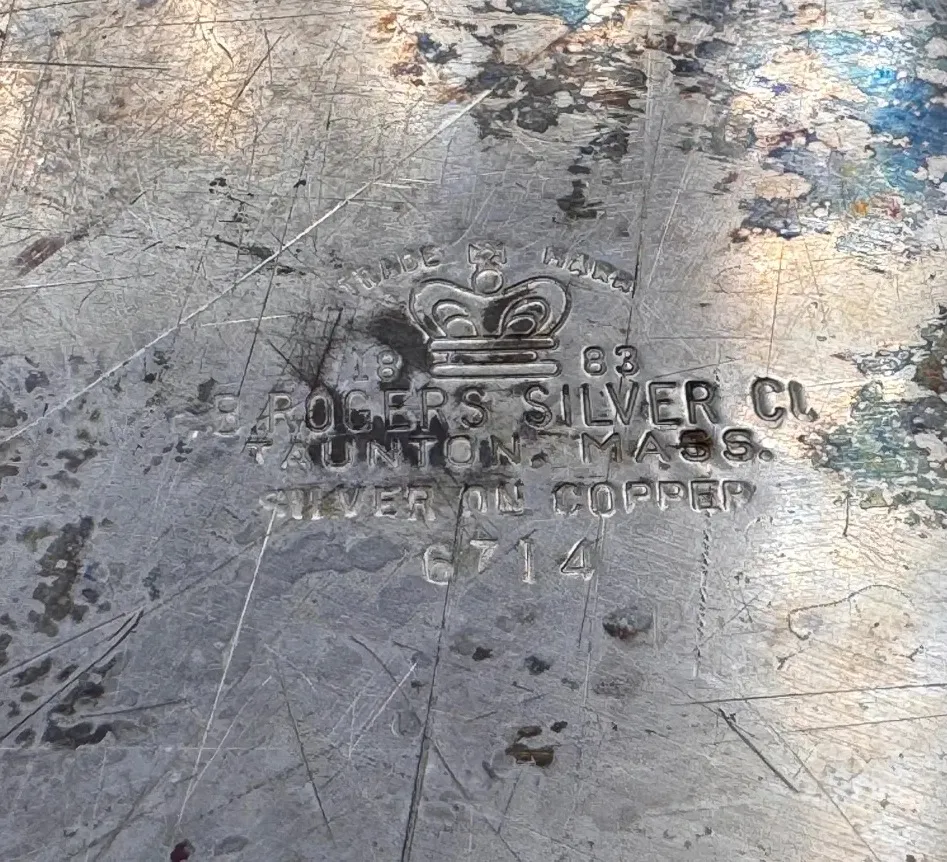 TRADE MARK
18 83
B. ROGERS SILVER CO.
TAUNTON. MASS.
SILVER ON COPPER
6714